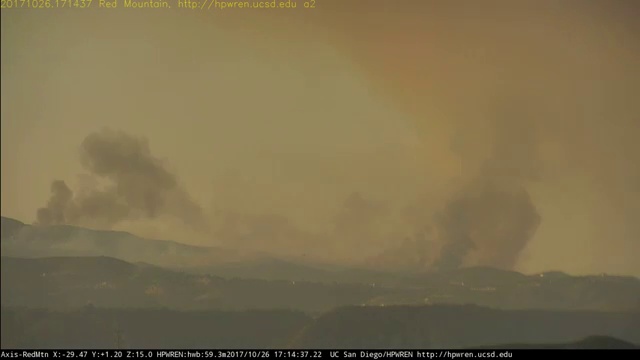 20171026.171437 Red Mountain, http://hpwren.ucsd.edu a2
Axis-RedMtn X:-29.47 Y:+1.20 Z:15.0 HPWREN:hwb:59.3m2017/10/26 17:14:37.22 UC San Diego/HPWREN http://hpwren.ucsd.edu